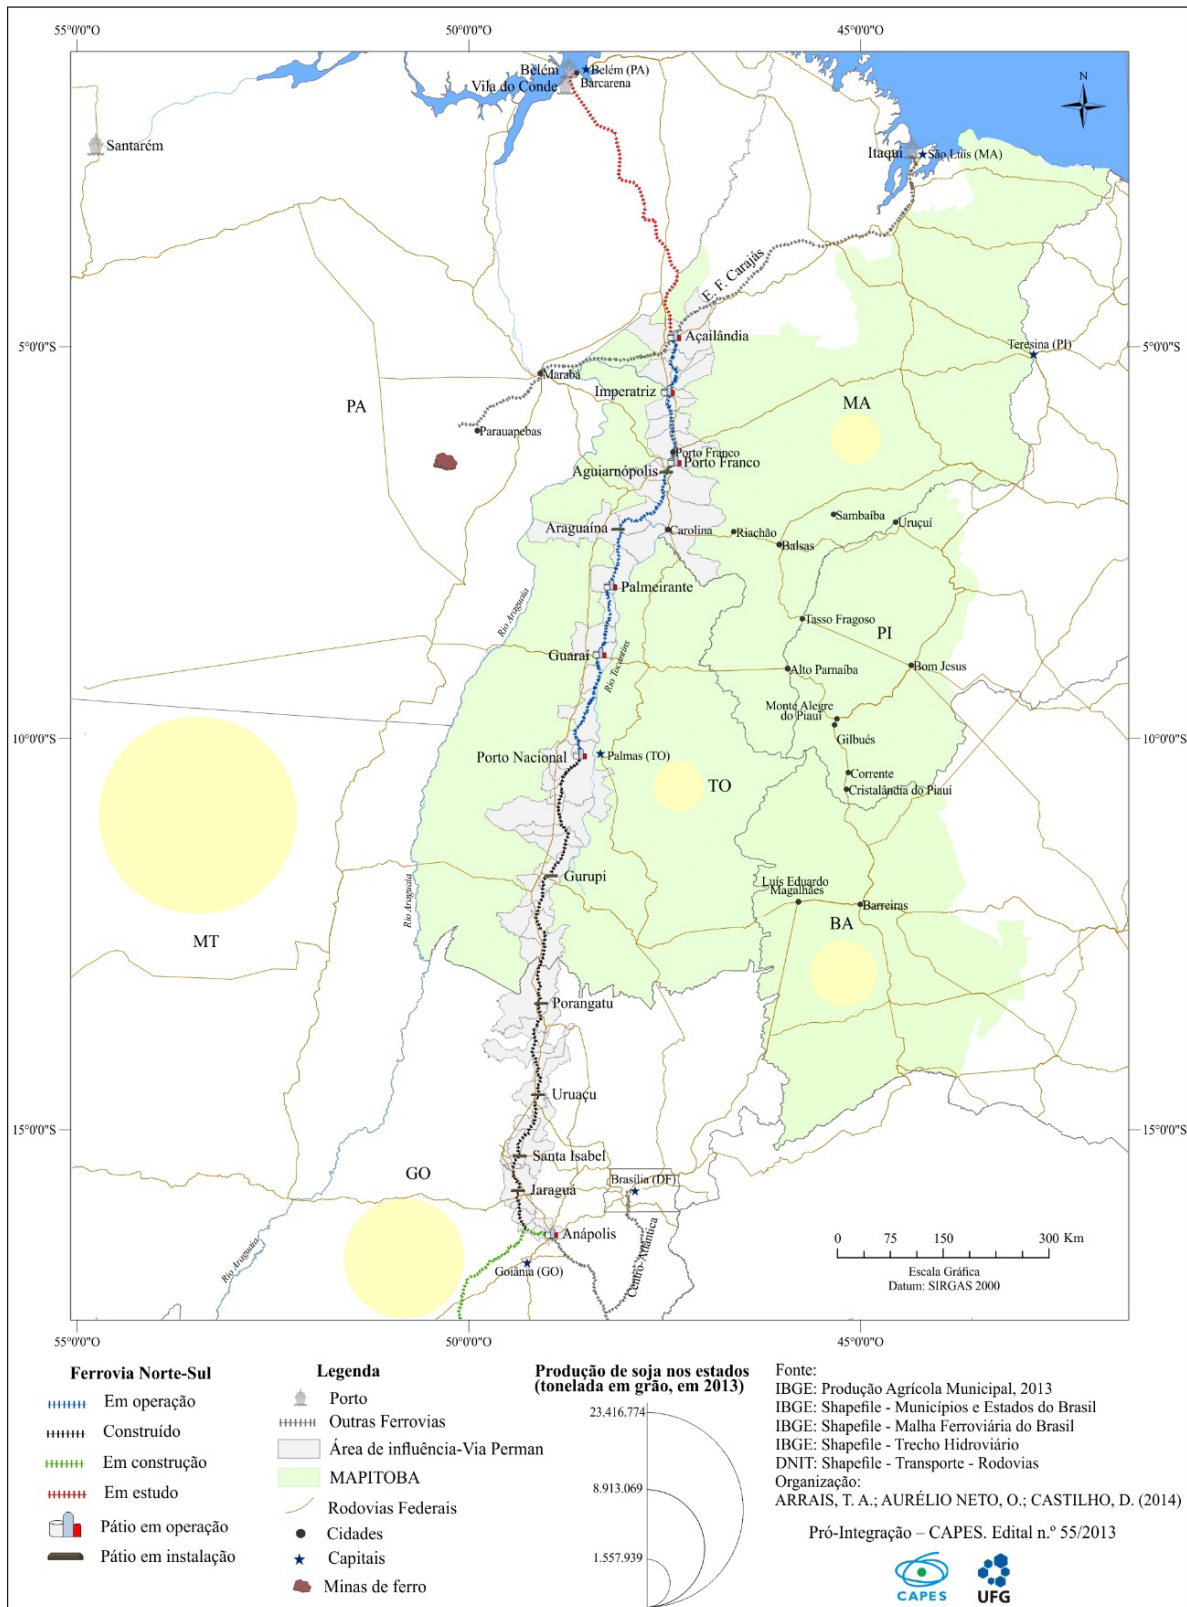 55°0'0"O
50°0'0"O
45°0'0"O
N
Belém
Belém (PA)
Barcarena
Vila do Conde
Santarém
Itaqui
São Luís (MA)
E. F. Carajás
Açailândia
5°0'0"S
5°0'0"S
Teresina (PI)
Marabá
Imperatriz
PA
MA
Parauapebas
Porto Franco
Porto Franco
Aguiarnópolis
Sambaíba
Uruçuí
Araguaína
Carolina
Riachão
Balsas
Rio Araguaia
Palmeirante
Tasso Fragoso
PI
Guaraí
Rio Tocantins
Alto Parnaíba
Bom Jesus
Monte Alegre
do Piauí
Gilbués
10°0'0"S
10°0'0"S
Porto Nacional
Palmas (TO)
TO
Corrente
Cristalândia do Piauí
Gurupi
Luís Eduardo
Magalhães
Barreiras
Rio Araguaia
BA
MT
Porangatu
Uruaçu
15°0'0"S
15°0'0"S
Santa Isabel
GO
Brasília (DF)
Jaraguá
Anápolis
Centro Atlântica
Rio Araguaia
Goiânia (GO)
0 75 150 300 Km
Escala Gráfica
Datum: SIRGAS 2000
55°0'0"O
50°0'0"O
45°0'0"O
Ferrovia Norte-Sul
Em operação
Construído
Em construção
Em estudo
Pátio em operação
Pátio em instalação
Legenda
Porto
Outras Ferrovias
Área de influência-Via Perman
MAPITOBA
Rodovias Federais
Cidades
Capitais
Minas de ferro
Produção de soja nos estados
(tonelada em grão, em 2013)
23.416.774
8.913.069
1.557.939
Fonte:
IBGE: Produção Agrícola Municipal, 2013
IBGE: Shapefile - Municípios e Estados do Brasil
IBGE: Shapefile - Malha Ferroviária do Brasil
IBGE: Shapefile - Trecho Hidroviário
DNIT: Shapefile - Transporte - Rodovias
Organização:
ARRAIS, T. A.; AURÉLIO NETO, O.; CASTILHO, D. (2014)
Pró-Integração – CAPES. Edital n.º 55/2013
CAPES
UFG